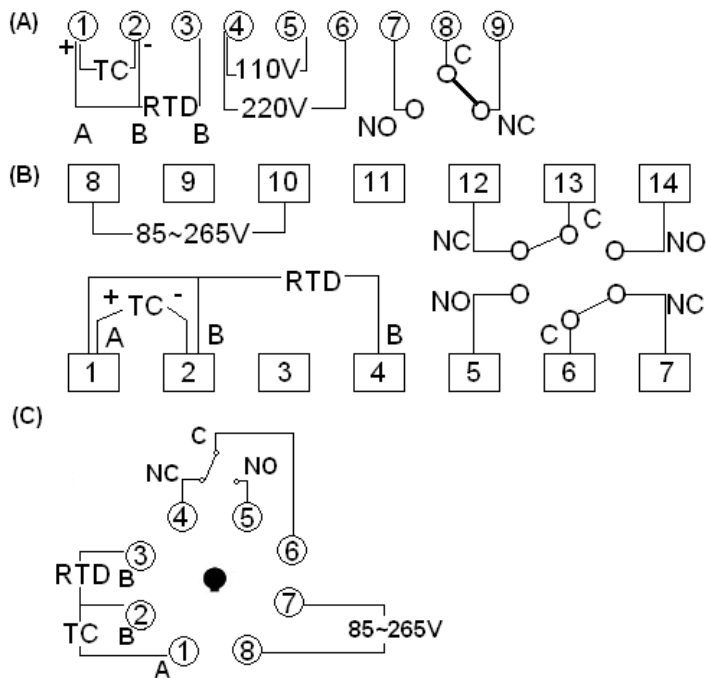 (A) 1 2 3 4 5 6 7 8 9
+ TC - 110V C
RTD 220V NO NC
A B B
(B) 8 9 10 11 12 13 14
85~265V NC C NO
RTD
+ TC - NO NC
A B B C
1 2 3 4 5 6 7
(C)
C
NC NO
4 5
3 6
RTD B
2 7
TC B 85~265V
1 8
A